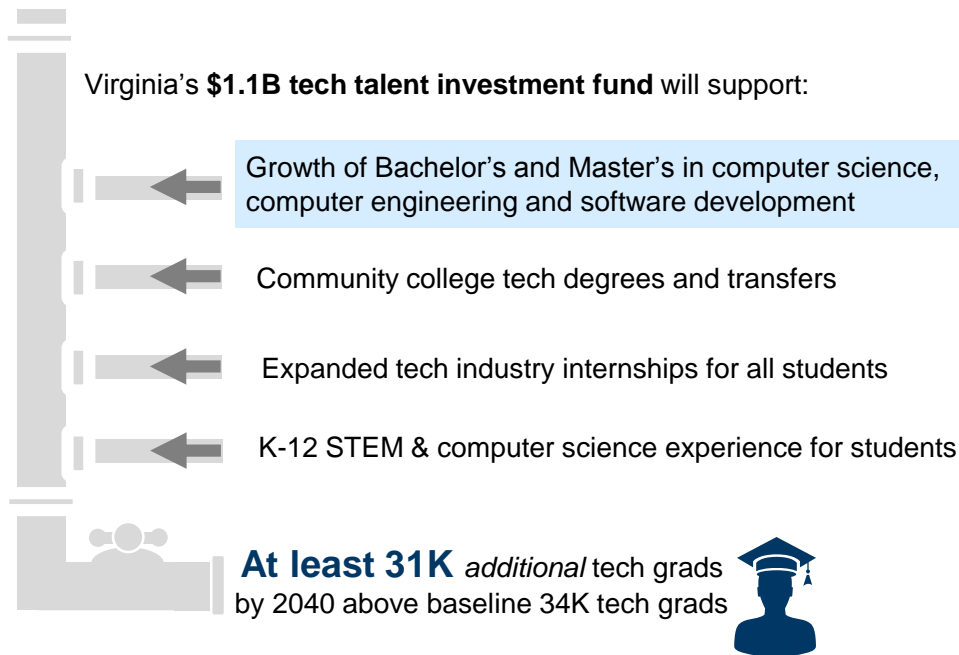 Virginia’s $1.1B tech talent investment fund will support:
Growth of Bachelor’s and Master’s in computer science,
computer engineering and software development
Community college tech degrees and transfers
Expanded tech industry internships for all students
K-12 STEM & computer science experience for students
At least 31K additional tech grads
by 2040 above baseline 34K tech grads